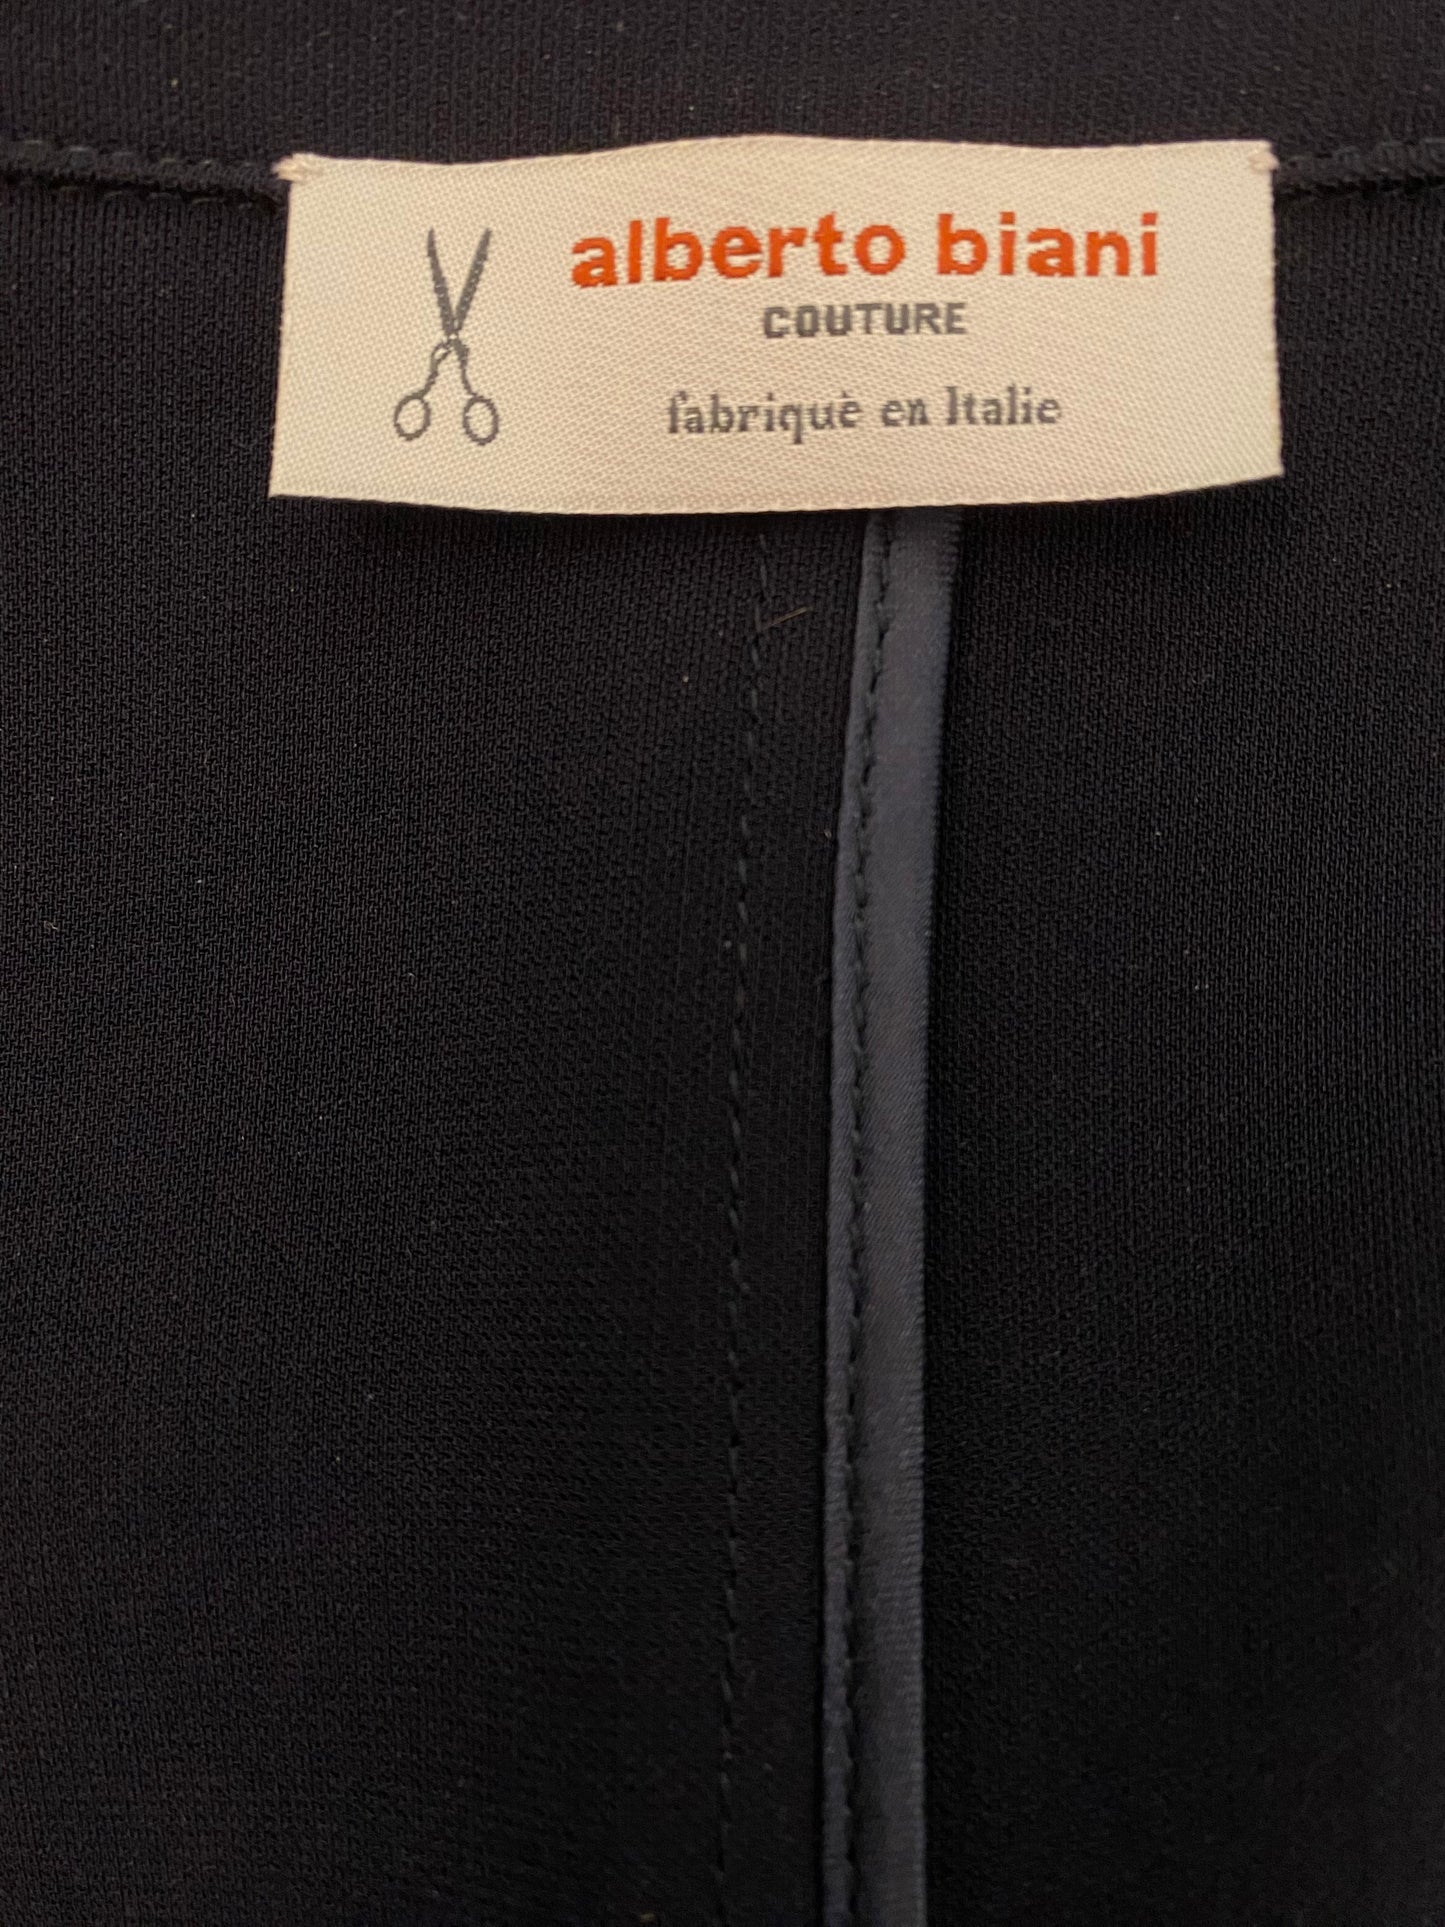 alberto biani
COUTURE
fabriquè en Italie